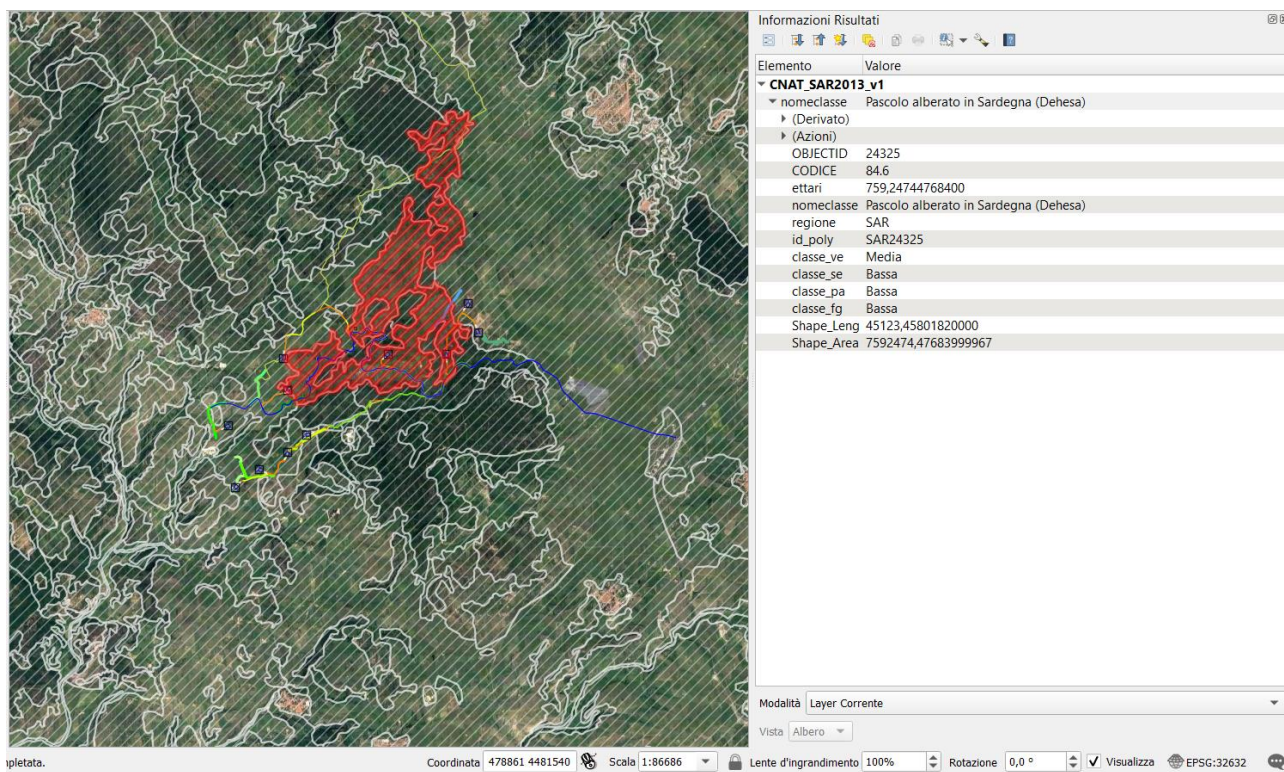 Informazioni Risultati
Elemento Valore
CNAT_SAR2013_v1
nomeclasse Pascolo alberato in Sardegna (Dehesa)
(Derivato)
(Azioni)
OBJECTID 24325
CODICE 84.6
ettari 759,24744768400
nomeclasse Pascolo alberato in Sardegna (Dehesa)
regione SAR
id_poly SAR24325
classe_ve Media
classe_se Bassa
classe_pa Bassa
classe_fg Bassa
Shape_Leng 45123,45801820000
Shape_Area 7592474,47683999967
Modalità Layer Corrente
Vista Albero
npletata. Coordinata 478861 4481540 Scala 1:86686 Lente d'ingrandimento 100% Rotazione 0,0 ° Visualizza EPSG:32632